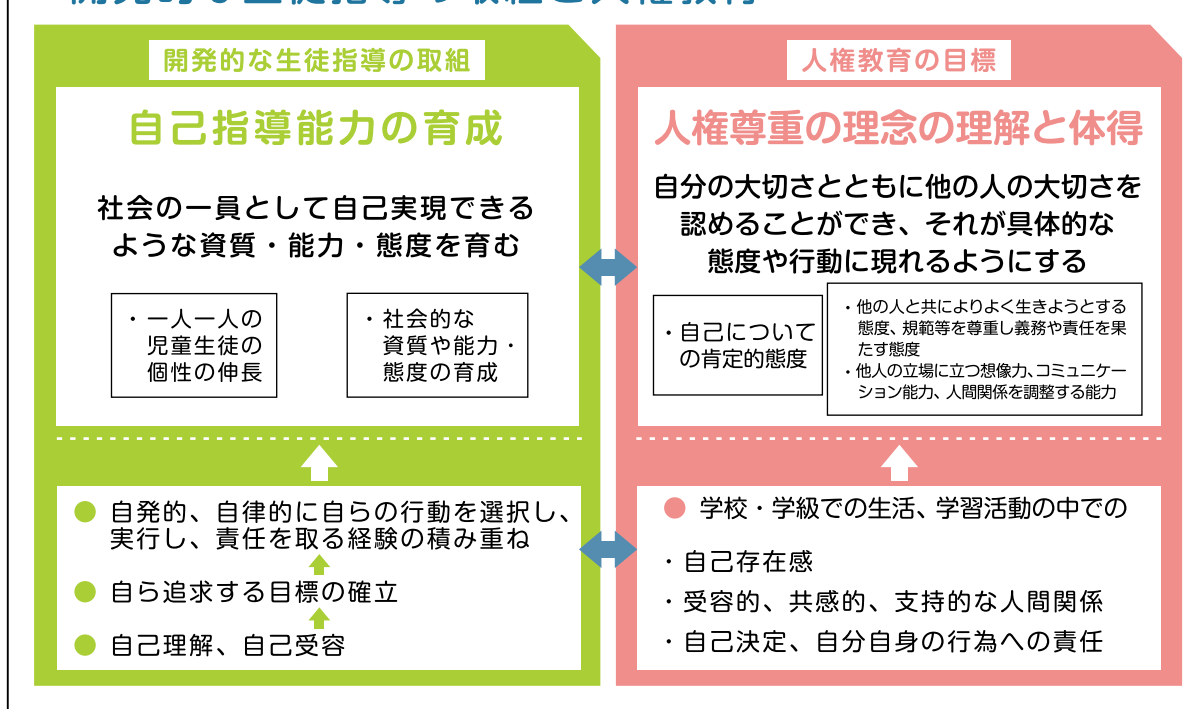 開発的な生徒指導の取組と人権教育
開発的な生徒指導の取組
自己指導能力の育成
社会の一員として自己実現できる
ような資質・能力・態度を育む
・一人一人の
児童生徒の
個性の伸長
・社会的な
資質や能力・
態度の育成
● 自発的、自律的に自らの行動を選択し、
実行し、責任を取る経験の積み重ね
● 自ら追求する目標の確立
● 自己理解、自己受容
人権教育の目標
人権尊重の理念の理解と体得
自分の大切さとともに他の人の大切さを
認めることができ、それが具体的な
態度や行動に現れるようにする
・自己について
の肯定的態度
・他の人と共によりよく生きようとする
態度、規範等を尊重し義務や責任を果
たす態度
・他人の立場に立つ想像力、コミュニケー
ション能力、人間関係を調整する能力
● 学校・学級での生活、学習活動の中での
・自己存在感
・受容的、共感的、支持的な人間関係
・自己決定、自分自身の行為への責任